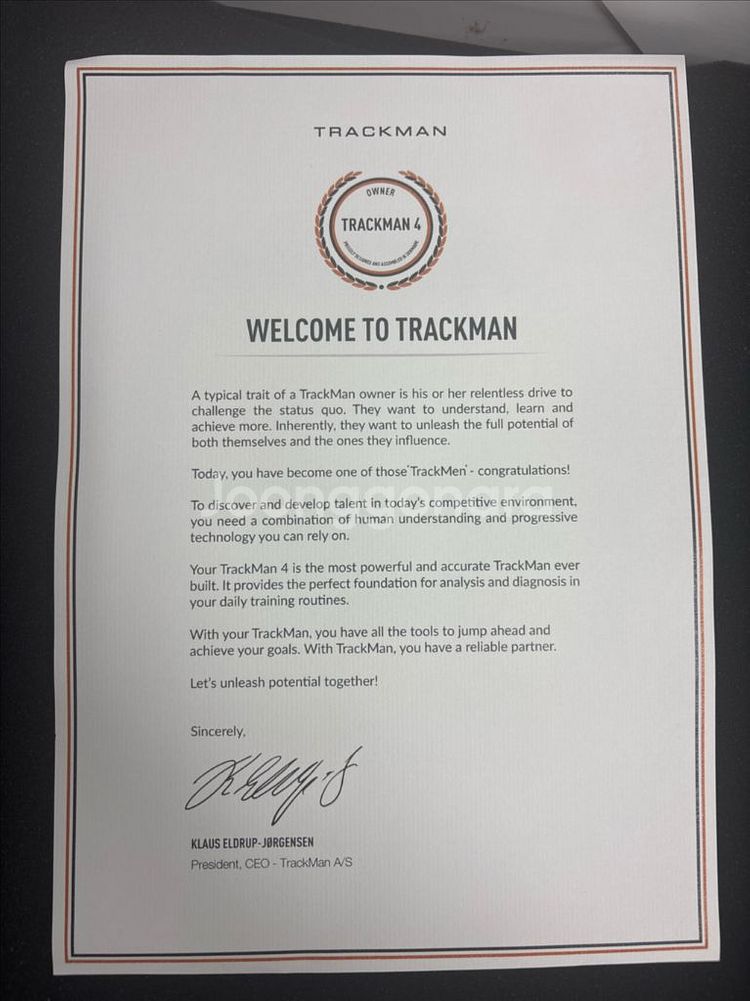 TRACKMAN
OWNER
TRACKMAN 4
PROUDLY DESIGNED AND ASSEMBLED IN DENMARK
WELCOME TO TRACKMAN
A typical trait of a TrackMan owner is his or her relentless drive to
challenge the status quo. They want to understand, learn and
achieve more. Inherently, they want to unleash the full potential of
both themselves and the ones they influence.
Today, you have become one of those 'TrackMen' - congratulations!
Joonggonara
To discover and develop talent in today's competitive environment,
you need a combination of human understanding and progressive
technology you can rely on.
Your TrackMan 4 is the most powerful and accurate TrackMan ever
built. It provides the perfect foundation for analysis and diagnosis in
your daily training routines.
With your TrackMan, you have all the tools to jump ahead and
achieve your goals. With TrackMan, you have a reliable partner.
Let's unleash potential together!
Sincerely,
KLAUS ELDRUP-JØRGENSEN
President, CEO - TrackMan A/S